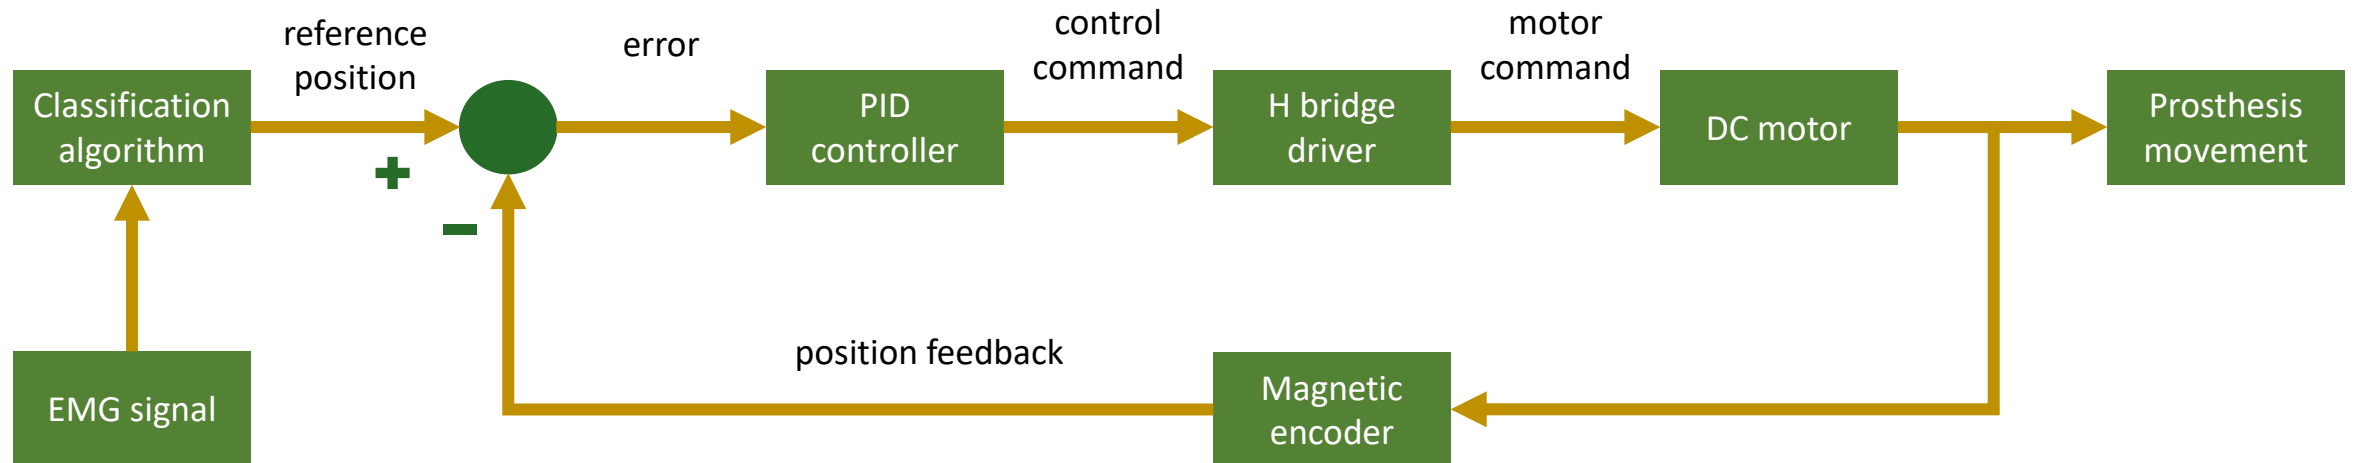 reference
position
error
control
command
motor
command
Classification
algorithm
+
PID
controller
H bridge
driver
DC motor
Prosthesis
movement
−
position feedback
EMG signal
Magnetic
encoder